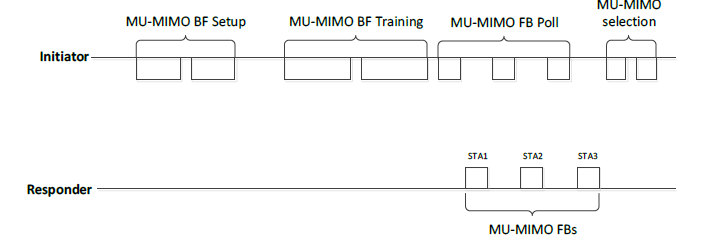 MU-MIMO BF Setup
MU-MIMO BF Training
MU-MIMO FB Poll
MU-MIMO
selection
Initiator
STA1
STA2
STA3
Responder
MU-MIMO FBs